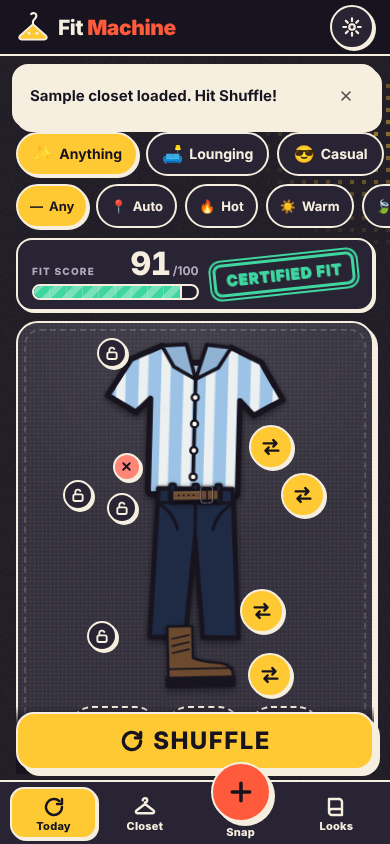 Fit Machine
Sample closet loaded. Hit Shuffle!
Anything
Lounging
Casual
Any
Auto
Hot
Warm
FIT SCORE
91/100
CERTIFIED FIT
SHUFFLE
Today
Closet
Snap
Looks